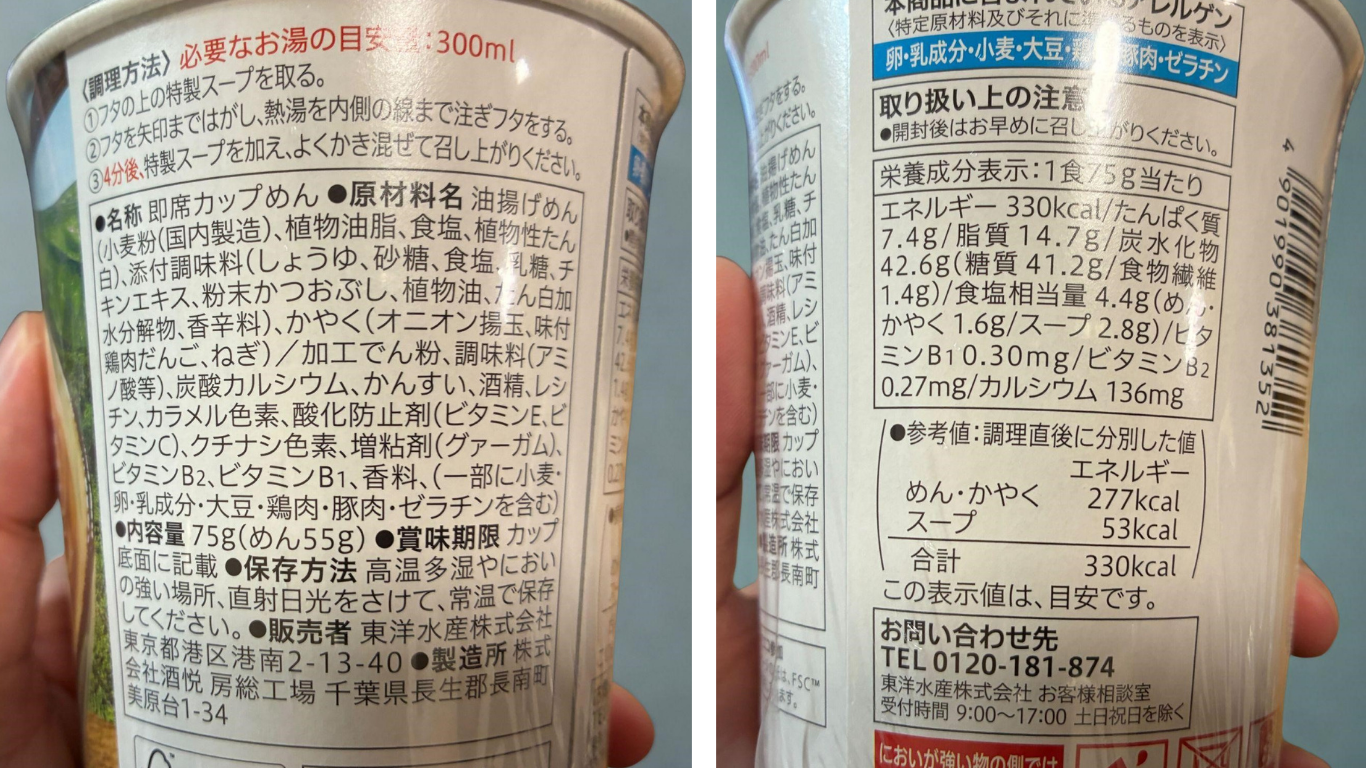 〈調理方法〉必要なお湯の目安量:300ml
①フタの上の特製スープを取る。
②フタを矢印まではがし、熱湯を内側の線まで注ぎフタをする。
③4分後、特製スープを加え、よくかき混ぜて召し上がりください。
●名称 即席カップめん ●原材料名 油揚げめん
(小麦粉(国内製造)、植物油脂、食塩、植物性たん
白)、添付調味料(しょうゆ、砂糖、食塩、乳糖、チ
キンエキス、粉末かつおぶし、植物油、たん白加
水分解物、香辛料)、かやく(オニオン揚玉、味付
鶏肉だんご、ねぎ)/加工でん粉、調味料(アミ
ノ酸等)、炭酸カルシウム、かんすい、酒精、レシ
チン、カラメル色素、酸化防止剤(ビタミンE、ビ
タミンC)、クチナシ色素、増粘剤(グァーガム)、
ビタミンB2、ビタミンB1、香料、(一部に小麦・
卵・乳成分・大豆・鶏肉・豚肉・ゼラチンを含む)
●内容量 75g(めん55g) ●賞味期限 カップ
底面に記載 ●保存方法 高温多湿やにおい
の強い場所、直射日光をさけて、常温で保存
してください。 ●販売者 東洋水産株式会社
東京都港区港南2-13-40 ●製造所 株式
会社酒悦 房総工場 千葉県長生郡長南町
美原台1-34
本商品に含まれているアレルゲン
〈特定原材料及びそれに準ずるものを表示〉
卵・乳成分・小麦・大豆・鶏肉・豚肉・ゼラチン
取り扱い上の注意
●開封後はお早めに召し上がりください。
栄養成分表示:1食75g当たり
エネルギー 330kcal/たんぱく質
7.4g/脂質 14.7g/炭水化物
42.6g(糖質 41.2g/食物繊維
1.4g)/食塩相当量 4.4g(めん・
かやく 1.6g/スープ 2.8g)/ビタ
ミンB1 0.30mg/ビタミンB2
0.27mg/カルシウム 136mg
●参考値:調理直後に分別した値
エネルギー
めん・かやく 277kcal
スープ 53kcal
合計 330kcal
この表示値は、目安です。
お問い合わせ先
TEL 0120-181-874
東洋水産株式会社 お客様相談室
受付時間 9:00〜17:00 土日祝日を除く
においが強い物の側では
4 901990 381352